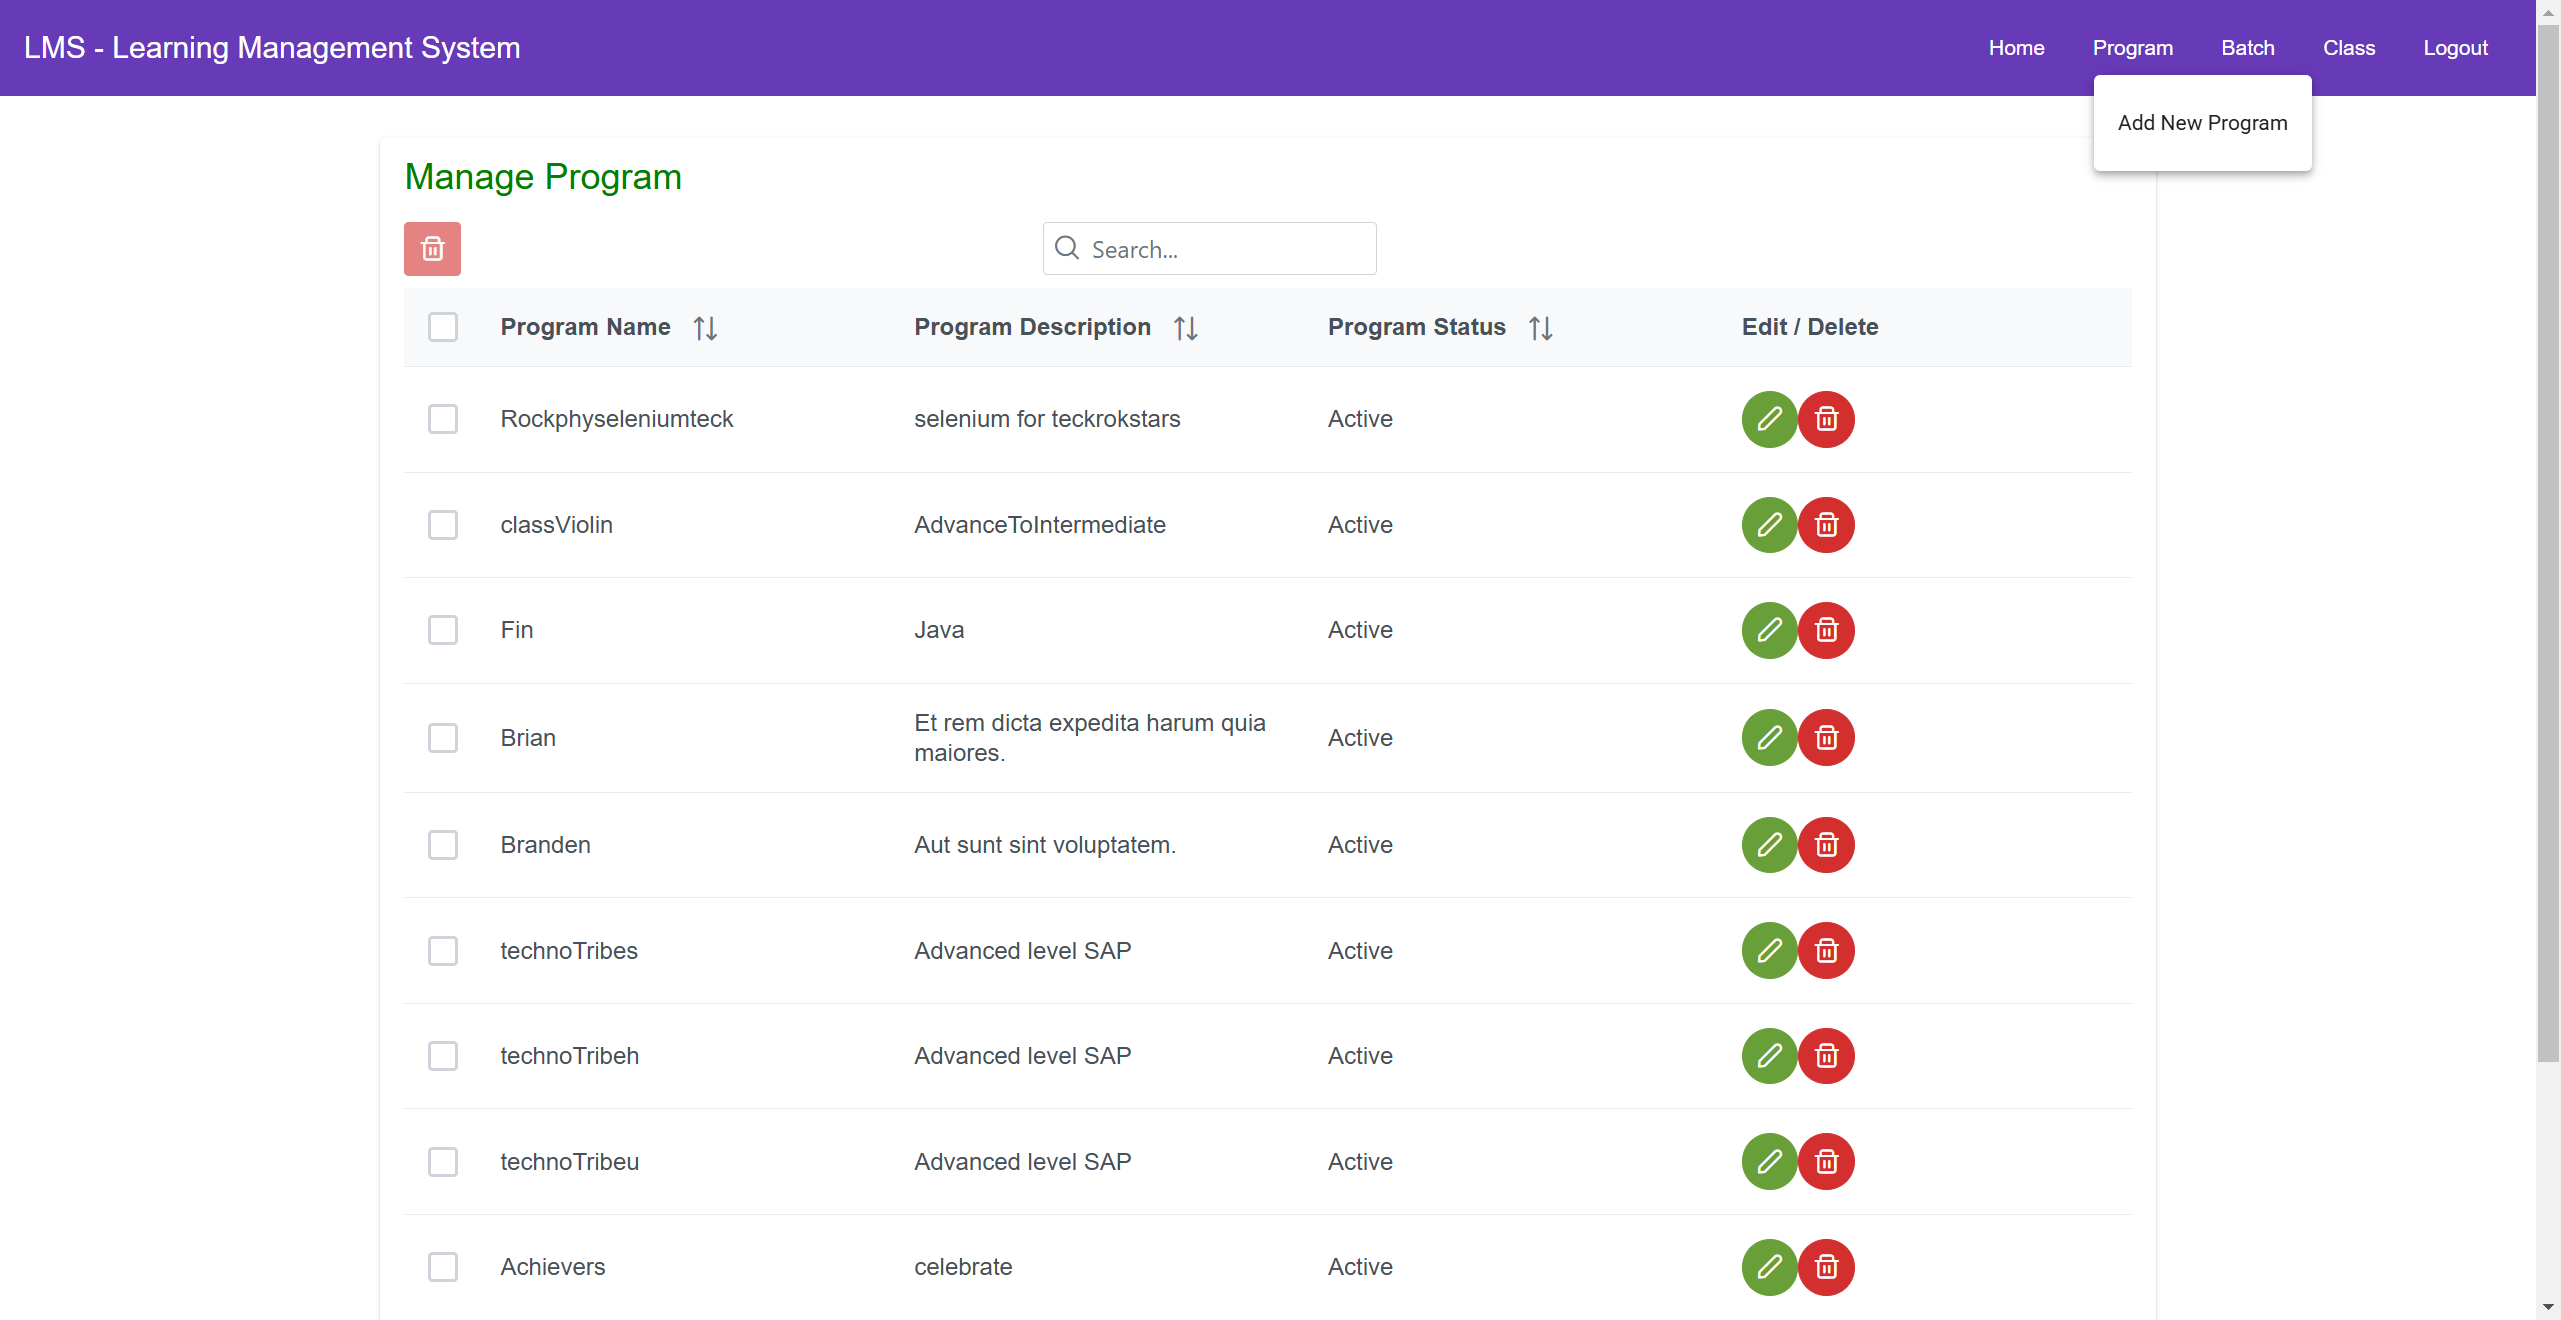 LMS - Learning Management System
Home Program Batch Class Logout
Add New Program
Manage Program
Search...
Program Name Program Description Program Status Edit / Delete
Rockphyseleniumteck selenium for teckrokstars Active
classViolin AdvanceToIntermediate Active
Fin Java Active
Brian Et rem dicta expedita harum quia Active
maiores.
Branden Aut sunt sint voluptatem. Active
technoTribes Advanced level SAP Active
technoTribeh Advanced level SAP Active
technoTribeu Advanced level SAP Active
Achievers celebrate Active